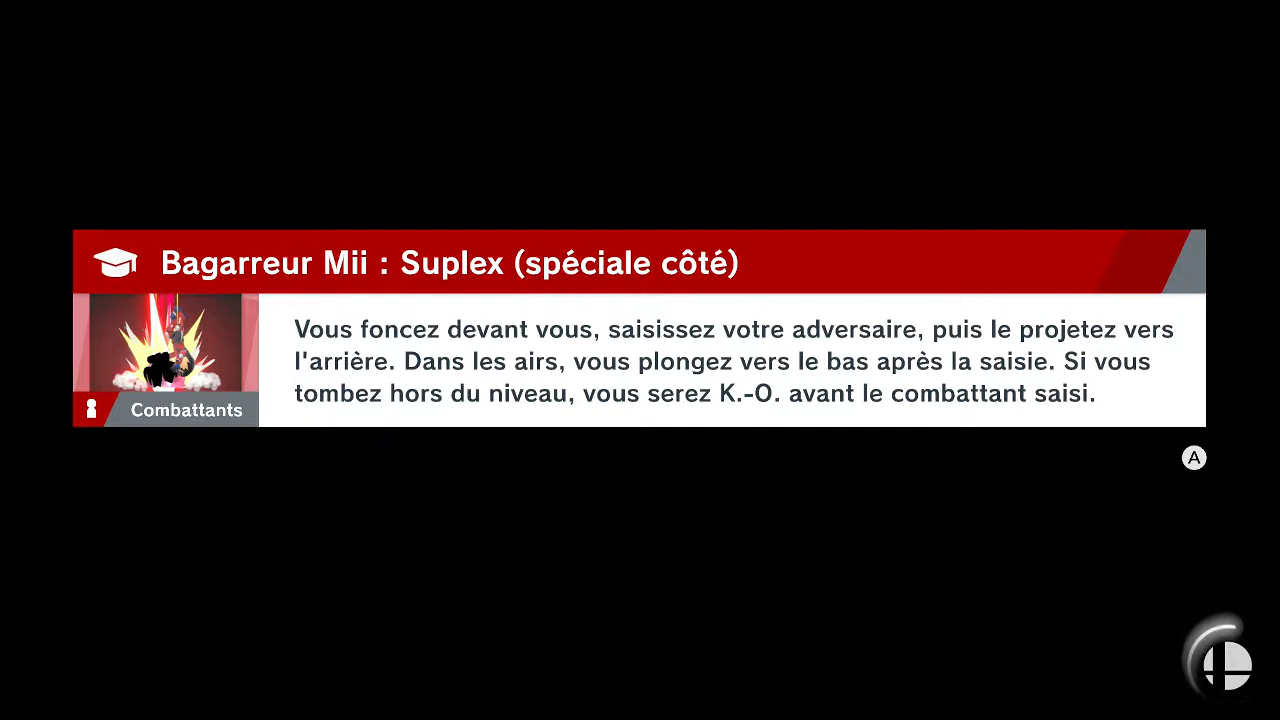 Bagarreur Mii : Suplex (spéciale côté)
Vous foncez devant vous, saisissez votre adversaire, puis le projetez vers
l'arrière. Dans les airs, vous plongez vers le bas après la saisie. Si vous
tombez hors du niveau, vous serez K.-O. avant le combattant saisi.
Combattants
A